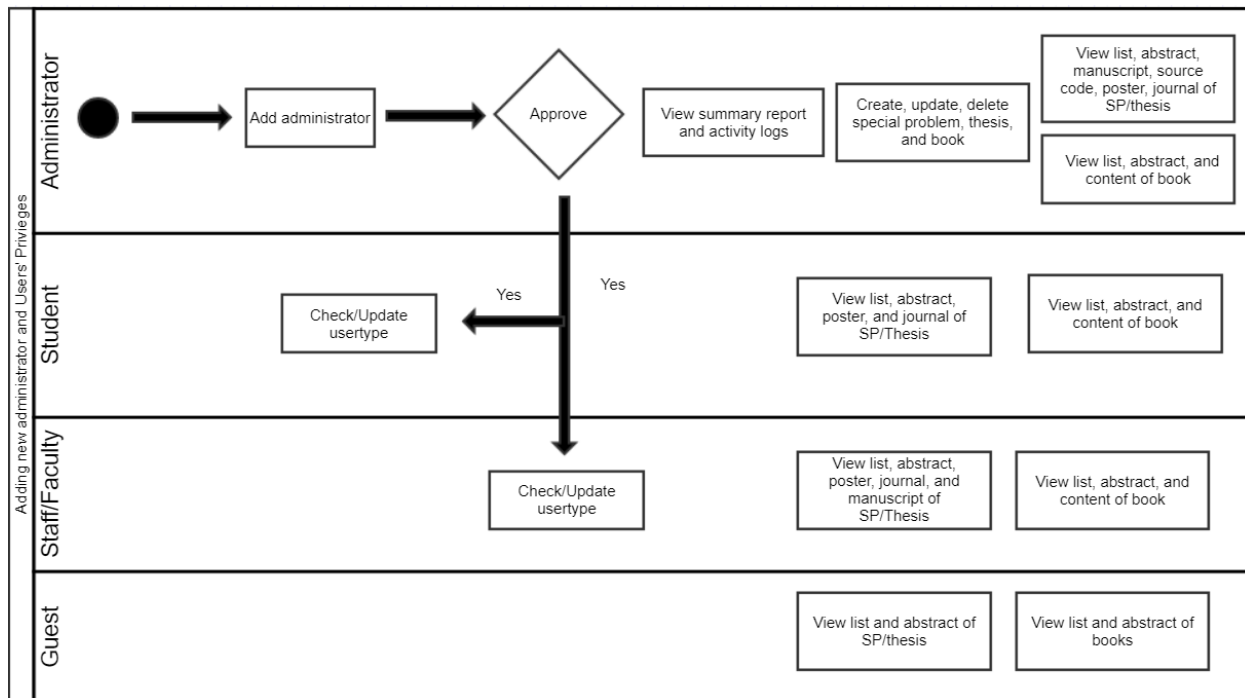 Adding new administrator and Users' Privieges
Administrator
Add administrator
Approve
View summary report
and activity logs
Create, update, delete
special problem, thesis,
and book
View list, abstract,
manuscript, source
code, poster, journal of
SP/thesis
View list, abstract, and
content of book
Student
Yes
Yes
Check/Update
usertype
View list, abstract,
poster, and journal of
SP/Thesis
View list, abstract, and
content of book
Staff/Faculty
Check/Update
usertype
View list, abstract,
poster, journal, and
manuscript of
SP/Thesis
View list, abstract, and
content of book
Guest
View list and abstract of
SP/thesis
View list and abstract of
books